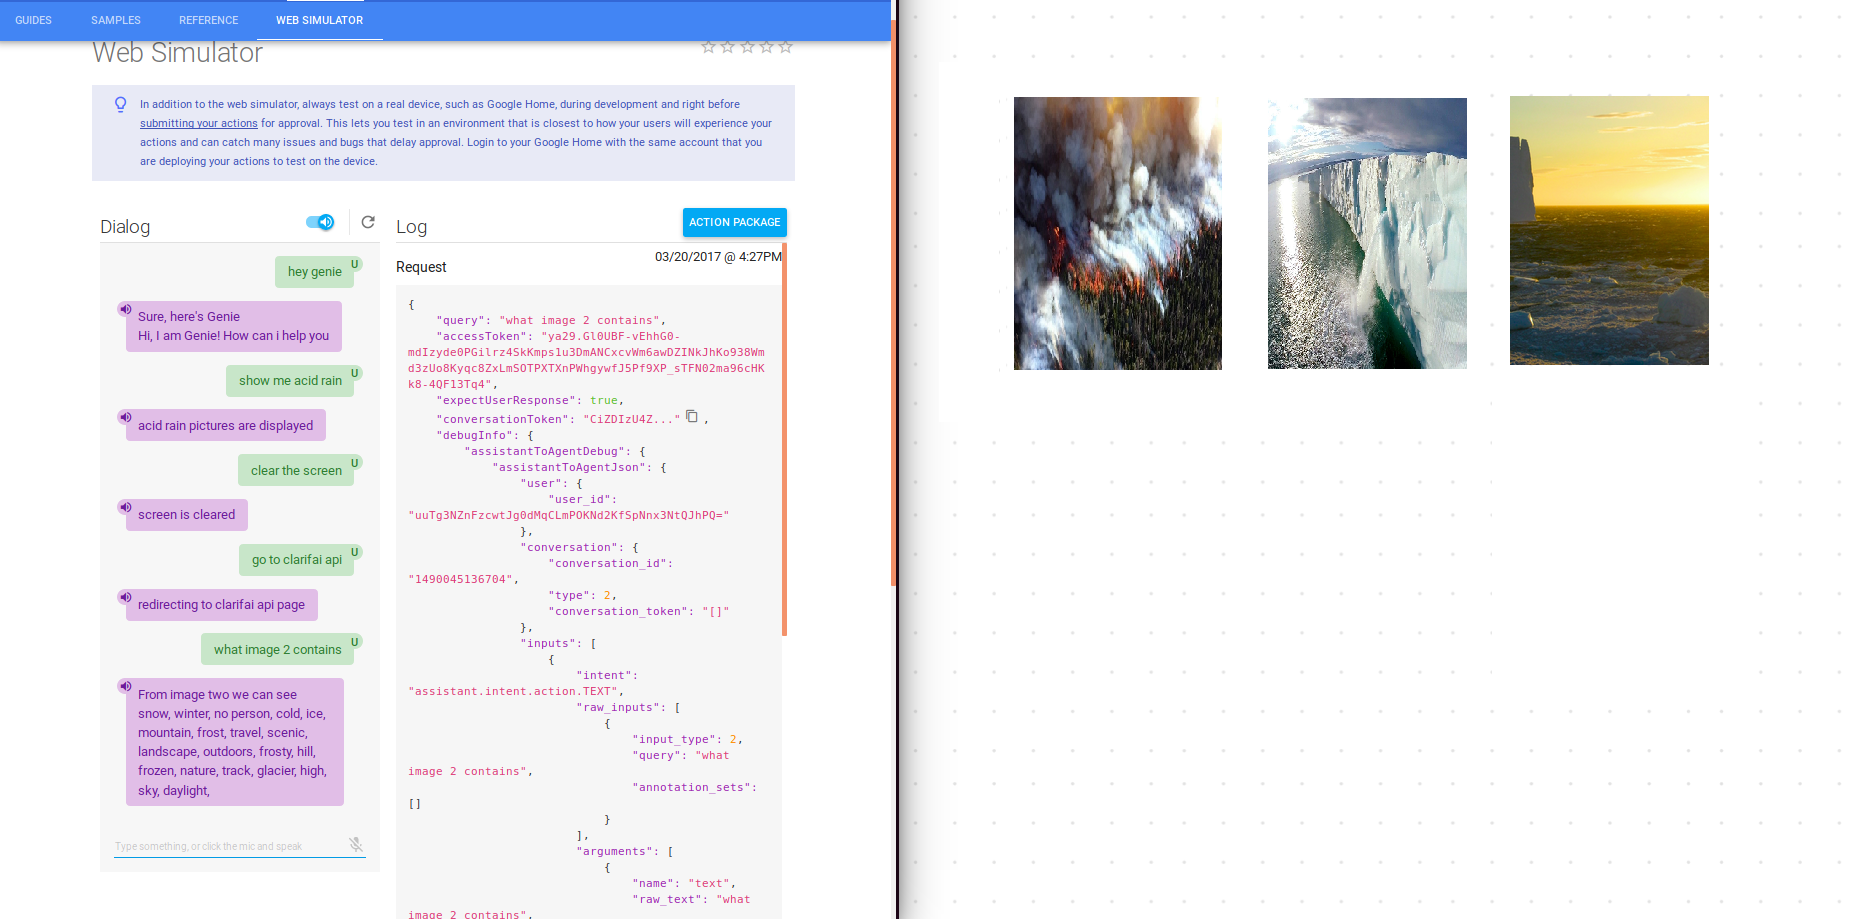 GUIDES SAMPLES REFERENCE WEB SIMULATOR
Web Simulator
In addition to the web simulator, always test on a real device, such as Google Home, during development and right before
submitting your actions for approval. This lets you test in an environment that is closest to how your users will experience your
actions and can catch many issues and bugs that delay approval. Login to your Google Home with the same account that you
are deploying your actions to test on the device.
Dialog
hey genie U
Sure, here's Genie
Hi, I am Genie! How can i help you
show me acid rain U
acid rain pictures are displayed
clear the screen U
screen is cleared
go to clarifai api U
redirecting to clarifai api page
what image 2 contains U
From image two we can see
snow, winter, no person, cold, ice,
mountain, frost, travel, scenic,
landscape, outdoors, frosty, hill,
frozen, nature, track, glacier, high,
sky, daylight,
Type something, or click the mic and speak
Log
ACTION PACKAGE
03/20/2017 @ 4:27PM
Request
{
"query": "what image 2 contains",
"accessToken": "ya29.Gl0UBF-vEhhG0-
mdIzyde0PGilrz4SkKmps1u3DmANCxcvWm6awDZINkJhKo938Wm
d3zUo8Kyqc8ZxLmSOTPXTXnPWhgywfJ5Pf9XP_sTFN02ma96cHK
k8-4QF13Tq4",
"expectUserResponse": true,
"conversationToken": "CiZDIzU4Z..." ,
"debugInfo": {
"assistantToAgentDebug": {
"assistantToAgentJson": {
"user": {
"user_id":
"uuTg3NZnFzcwtJg0dMqCLmPOKNd2KfSpNnx3NtQJhPQ="
},
"conversation": {
"conversation_id":
"1490045136704",
"type": 2,
"conversation_token": "[]"
},
"inputs": [
{
"intent":
"assistant.intent.action.TEXT",
"raw_inputs": [
{
"input_type": 2,
"query": "what
image 2 contains",
"annotation_sets":
[]
}
],
"arguments": [
{
"name": "text",
"raw_text": "what
image 2 contains",